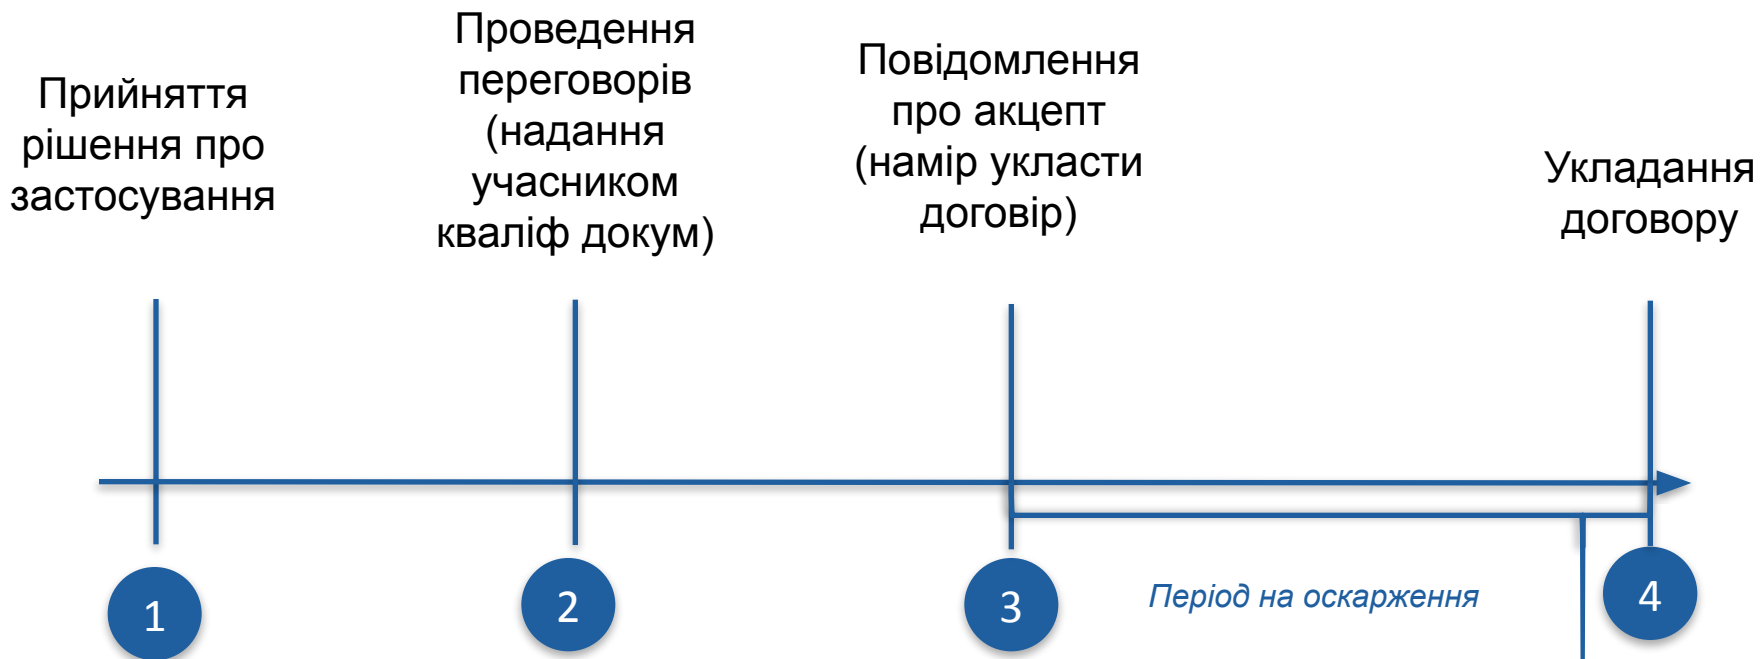 Прийняття
рішення про
застосування
Проведення
переговорів
(надання
учасником
кваліф докум)
Повідомлення
про акцепт
(намір укласти
договір)
Укладання
договору
1
2
3
Період на оскарження
4